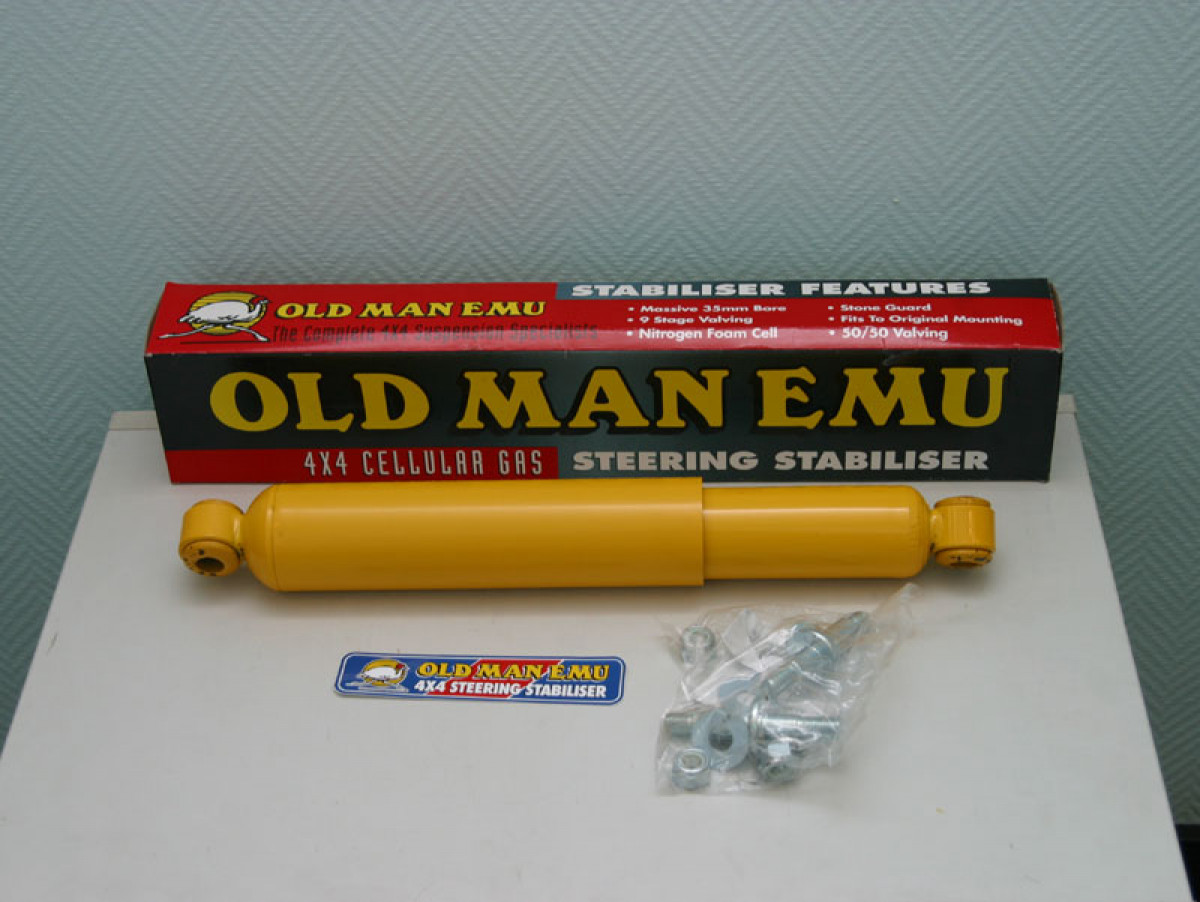 OLD MAN EMU
The Complete 4X4 Suspension Specialists
STABILISER FEATURES
• Massive 35mm Bore
• 9 Stage Valving
• Nitrogen Foam Cell
• Stone Guard
• Fits To Original Mounting
• 50/50 Valving
OLD MAN EMU
4X4 CELLULAR GAS STEERING STABILISER
OLD MAN EMU
4X4 STEERING STABILISER